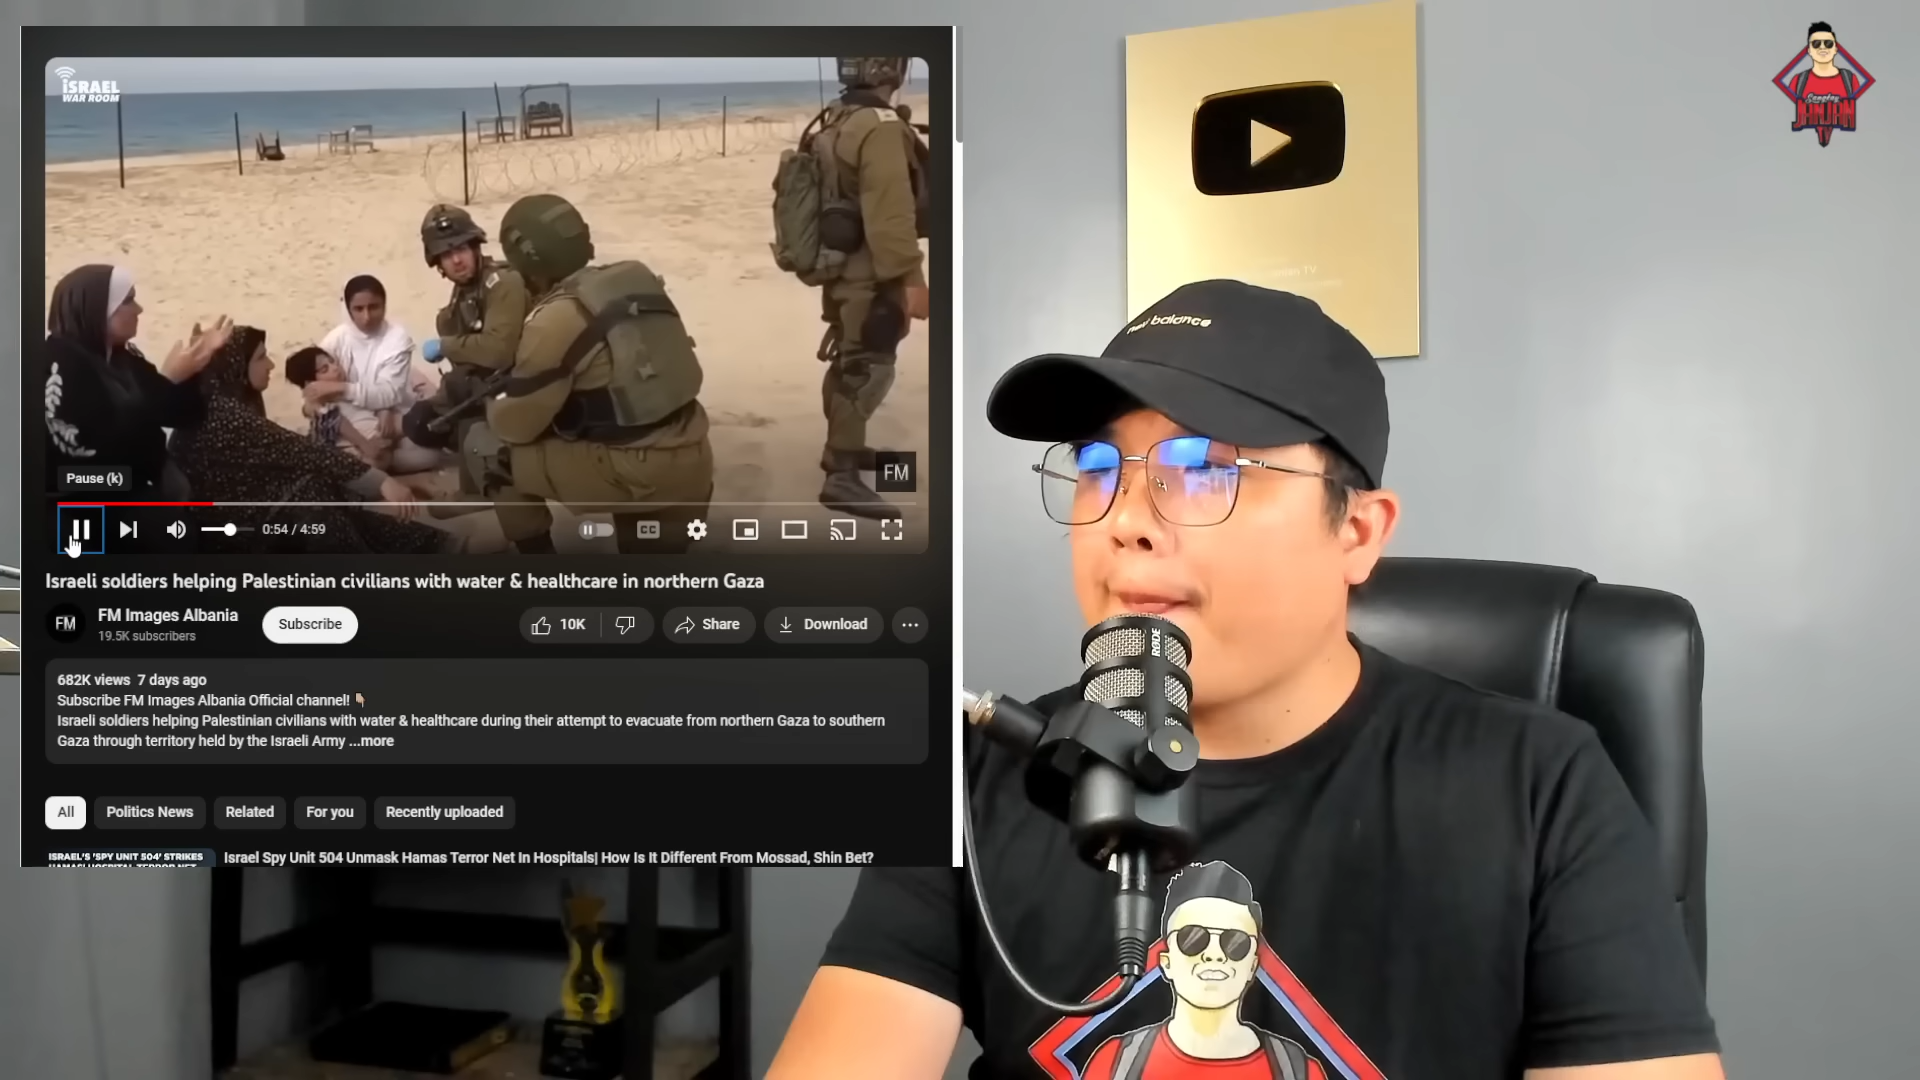 ISRAEL
WAR ROOM
FM
Pause (k)
0:54 / 4:59
CC
Israeli soldiers helping Palestinian civilians with water & healthcare in northern Gaza
FM
FM Images Albania
19.5K subscribers
Subscribe
10K
Share
Download
682K views 7 days ago
Subscribe FM Images Albania Official channel! 👇🏽
Israeli soldiers helping Palestinian civilians with water & healthcare during their attempt to evacuate from northern Gaza to southern
Gaza through territory held by the Israeli Army ...more
All
Politics News
Related
For you
Recently uploaded
ISRAEL'S 'SPY UNIT 504' STRIKES
Israel Spy Unit 504 Unmask Hamas Terror Net In Hospitals| How Is It Different From Mossad, Shin Bet?
new balance
RØDE
JANJAN
TV